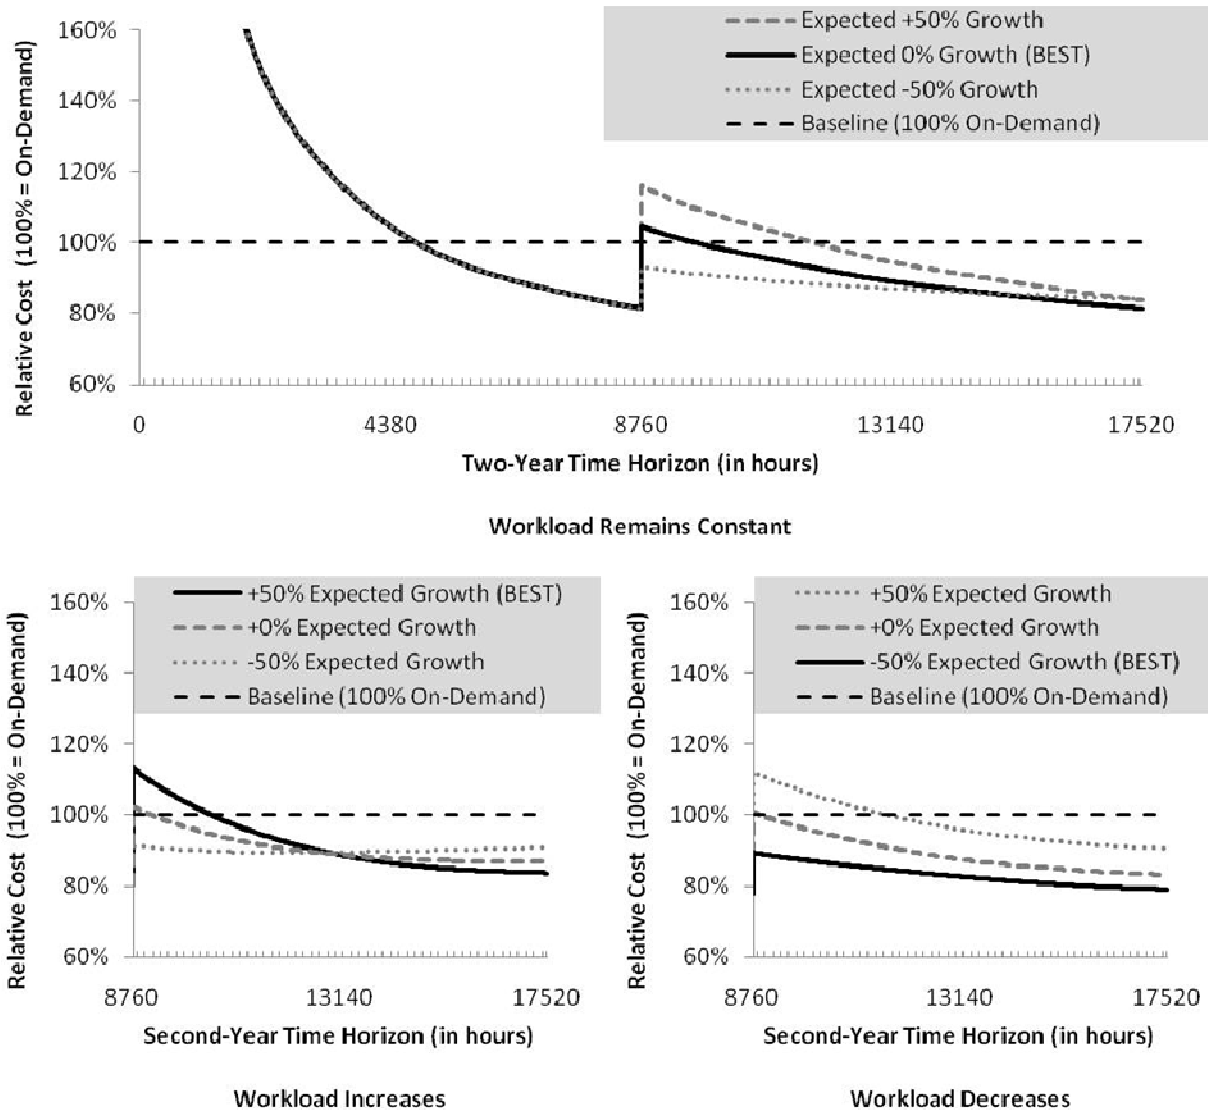 Relative Cost (100% = On-Demand)
160%
140%
120%
100%
80%
60%
Expected +50% Growth
Expected 0% Growth (BEST)
Expected -50% Growth
Baseline (100% On-Demand)
0 4380 8760 13140 17520
Two-Year Time Horizon (in hours)
Workload Remains Constant
Relative Cost (100% = On-Demand)
160%
140%
120%
100%
80%
60%
+50% Expected Growth (BEST)
+0% Expected Growth
-50% Expected Growth
Baseline (100% On-Demand)
8760 13140 17520
Second-Year Time Horizon (in hours)
Workload Increases
Relative Cost (100% = On-Demand)
160%
140%
120%
100%
80%
60%
+50% Expected Growth
+0% Expected Growth
-50% Expected Growth (BEST)
Baseline (100% On-Demand)
8760 13140 17520
Second-Year Time Horizon (in hours)
Workload Decreases